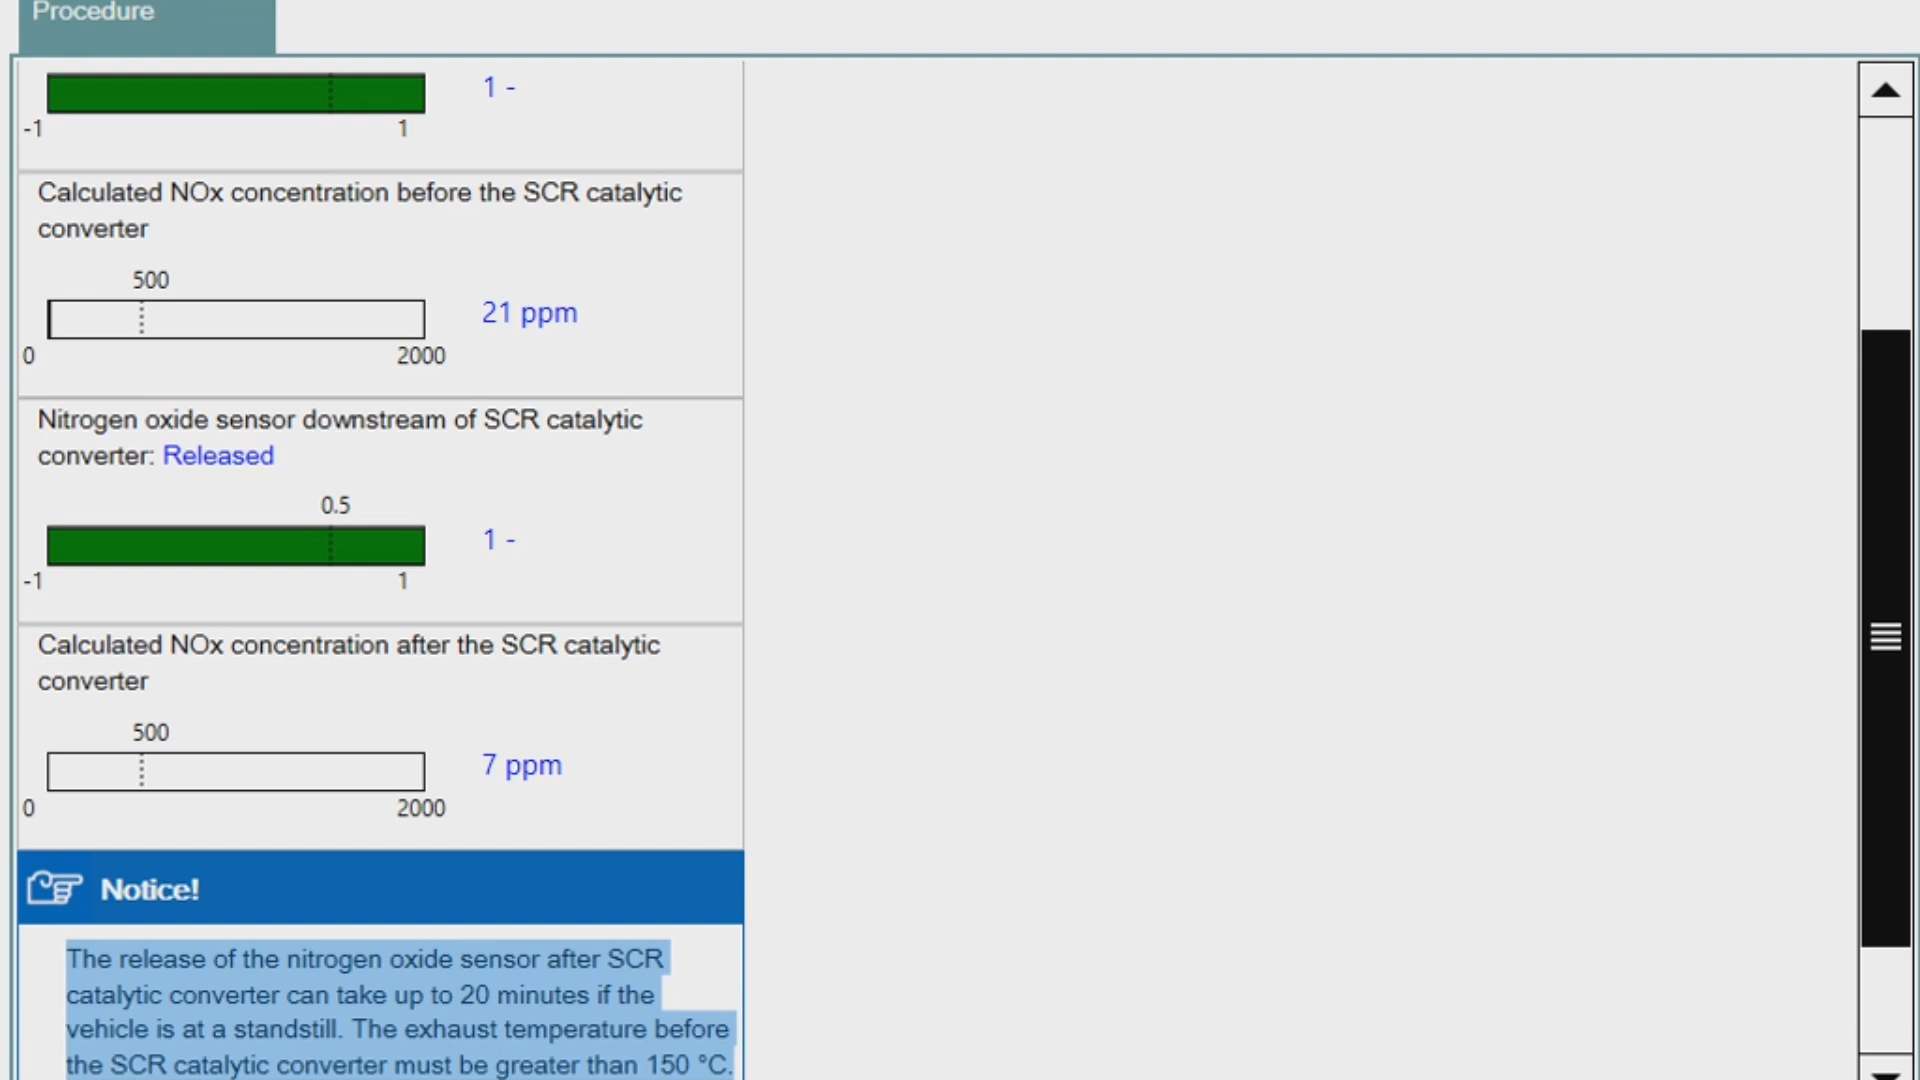 Procedure
1 -
-1 1
Calculated NOx concentration before the SCR catalytic
converter
500
21 ppm
0 2000
Nitrogen oxide sensor downstream of SCR catalytic
converter: Released
0.5
1 -
-1 1
Calculated NOx concentration after the SCR catalytic
converter
500
7 ppm
0 2000
Notice!
The release of the nitrogen oxide sensor after SCR
catalytic converter can take up to 20 minutes if the
vehicle is at a standstill. The exhaust temperature before
the SCR catalytic converter must be greater than 150 °C.